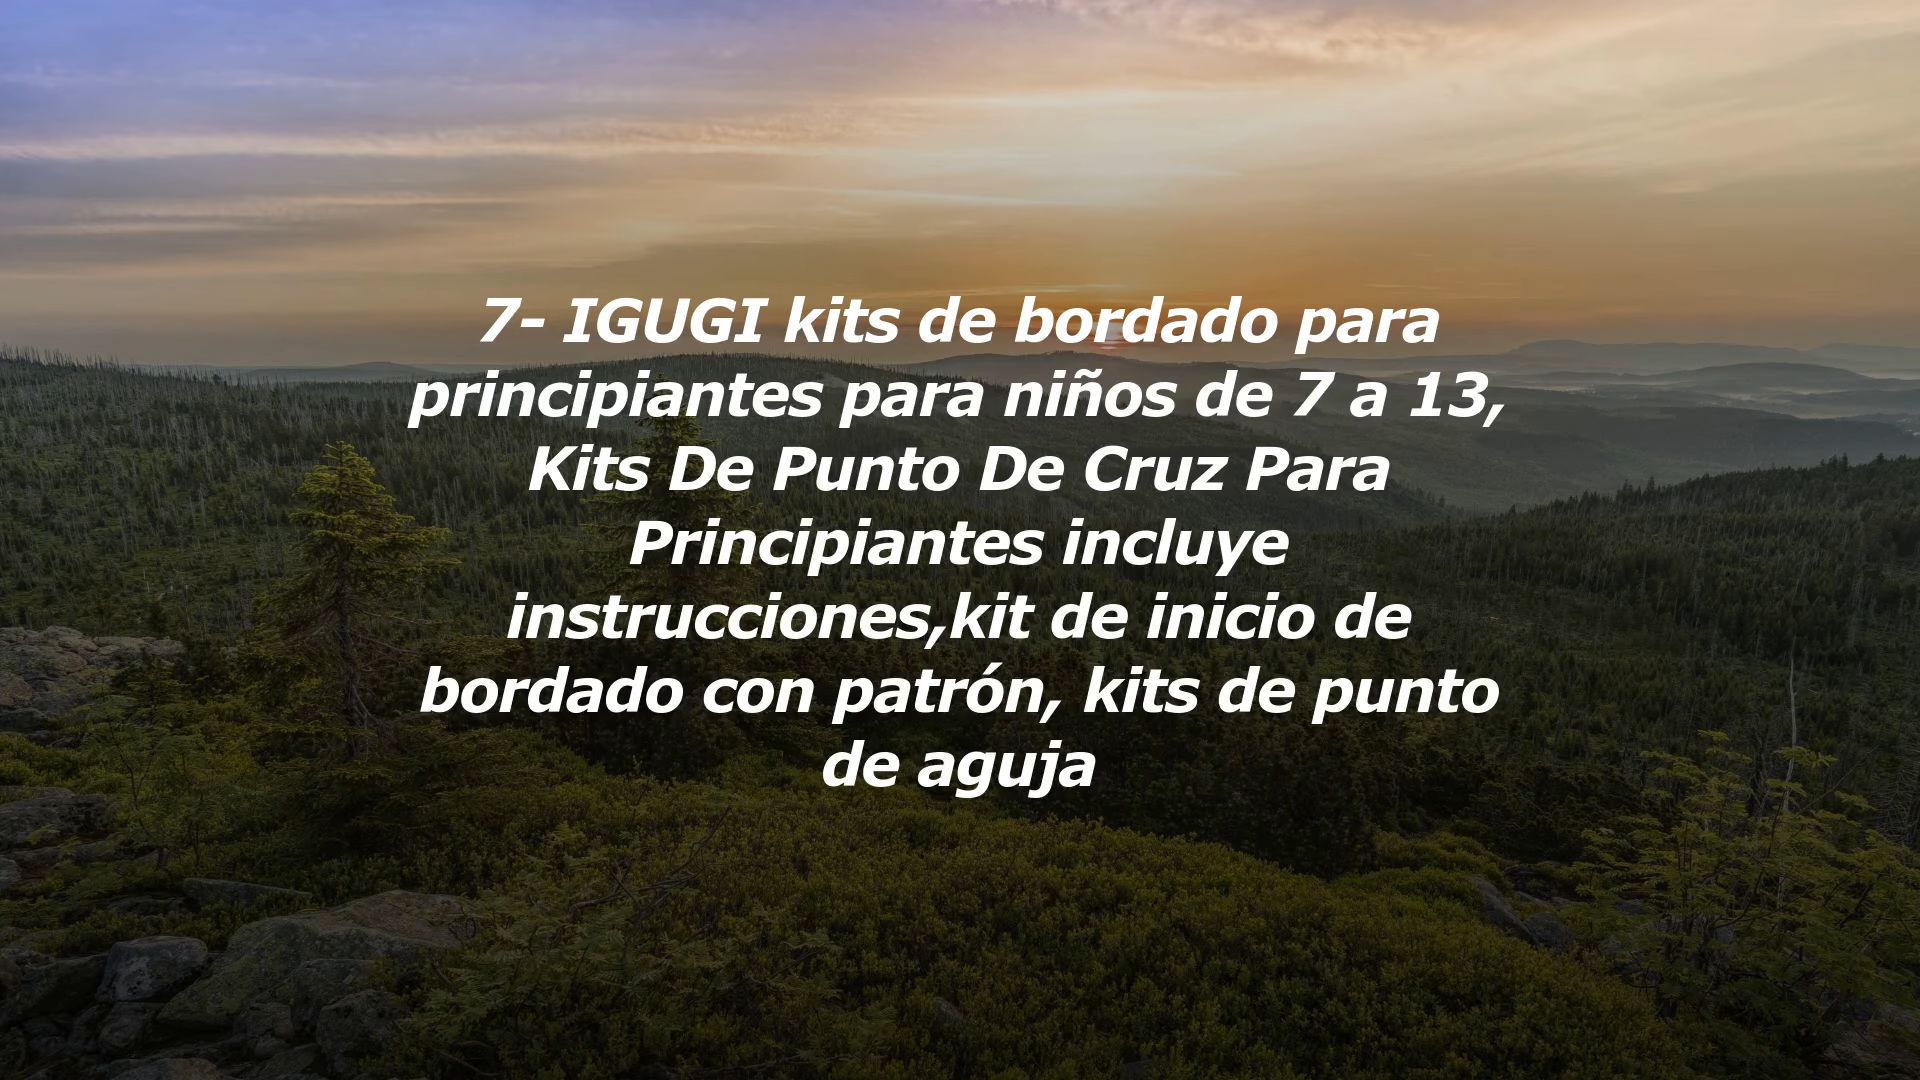 7- IGUGI kits de bordado para
principiantes para niños de 7 a 13,
Kits De Punto De Cruz Para
Principiantes incluye
instrucciones,kit de inicio de
bordado con patrón, kits de punto
de aguja